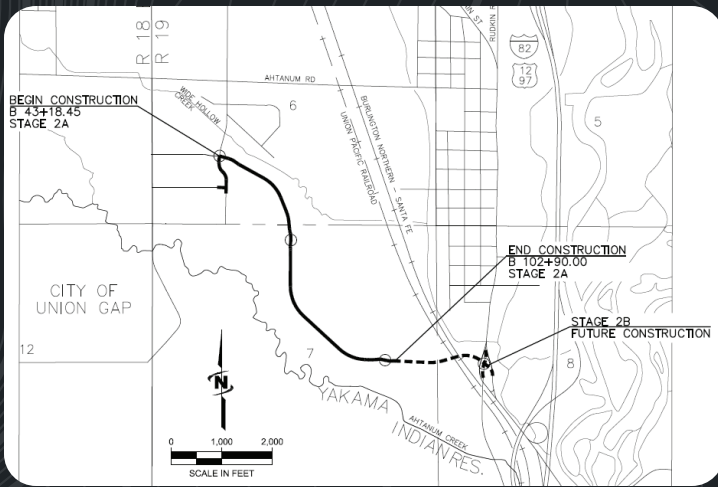 R 18
R 19
ST
RUDKIN R
82
12
97
AHTANUM RD
WIDE HOLLOW
CREEK
6
5
BEGIN CONSTRUCTION
B 43+18.45
STAGE 2A
BURLINGTON NORTHERN - SANTA FE
UNION PACIFIC RAILROAD
END CONSTRUCTION
B 102+90.00
STAGE 2A
CITY OF
UNION GAP
STAGE 2B
FUTURE CONSTRUCTION
12
7
8
N
YAKAMA
INDIAN RES.
AHTANUM CREEK
0 1,000 2,000
SCALE IN FEET